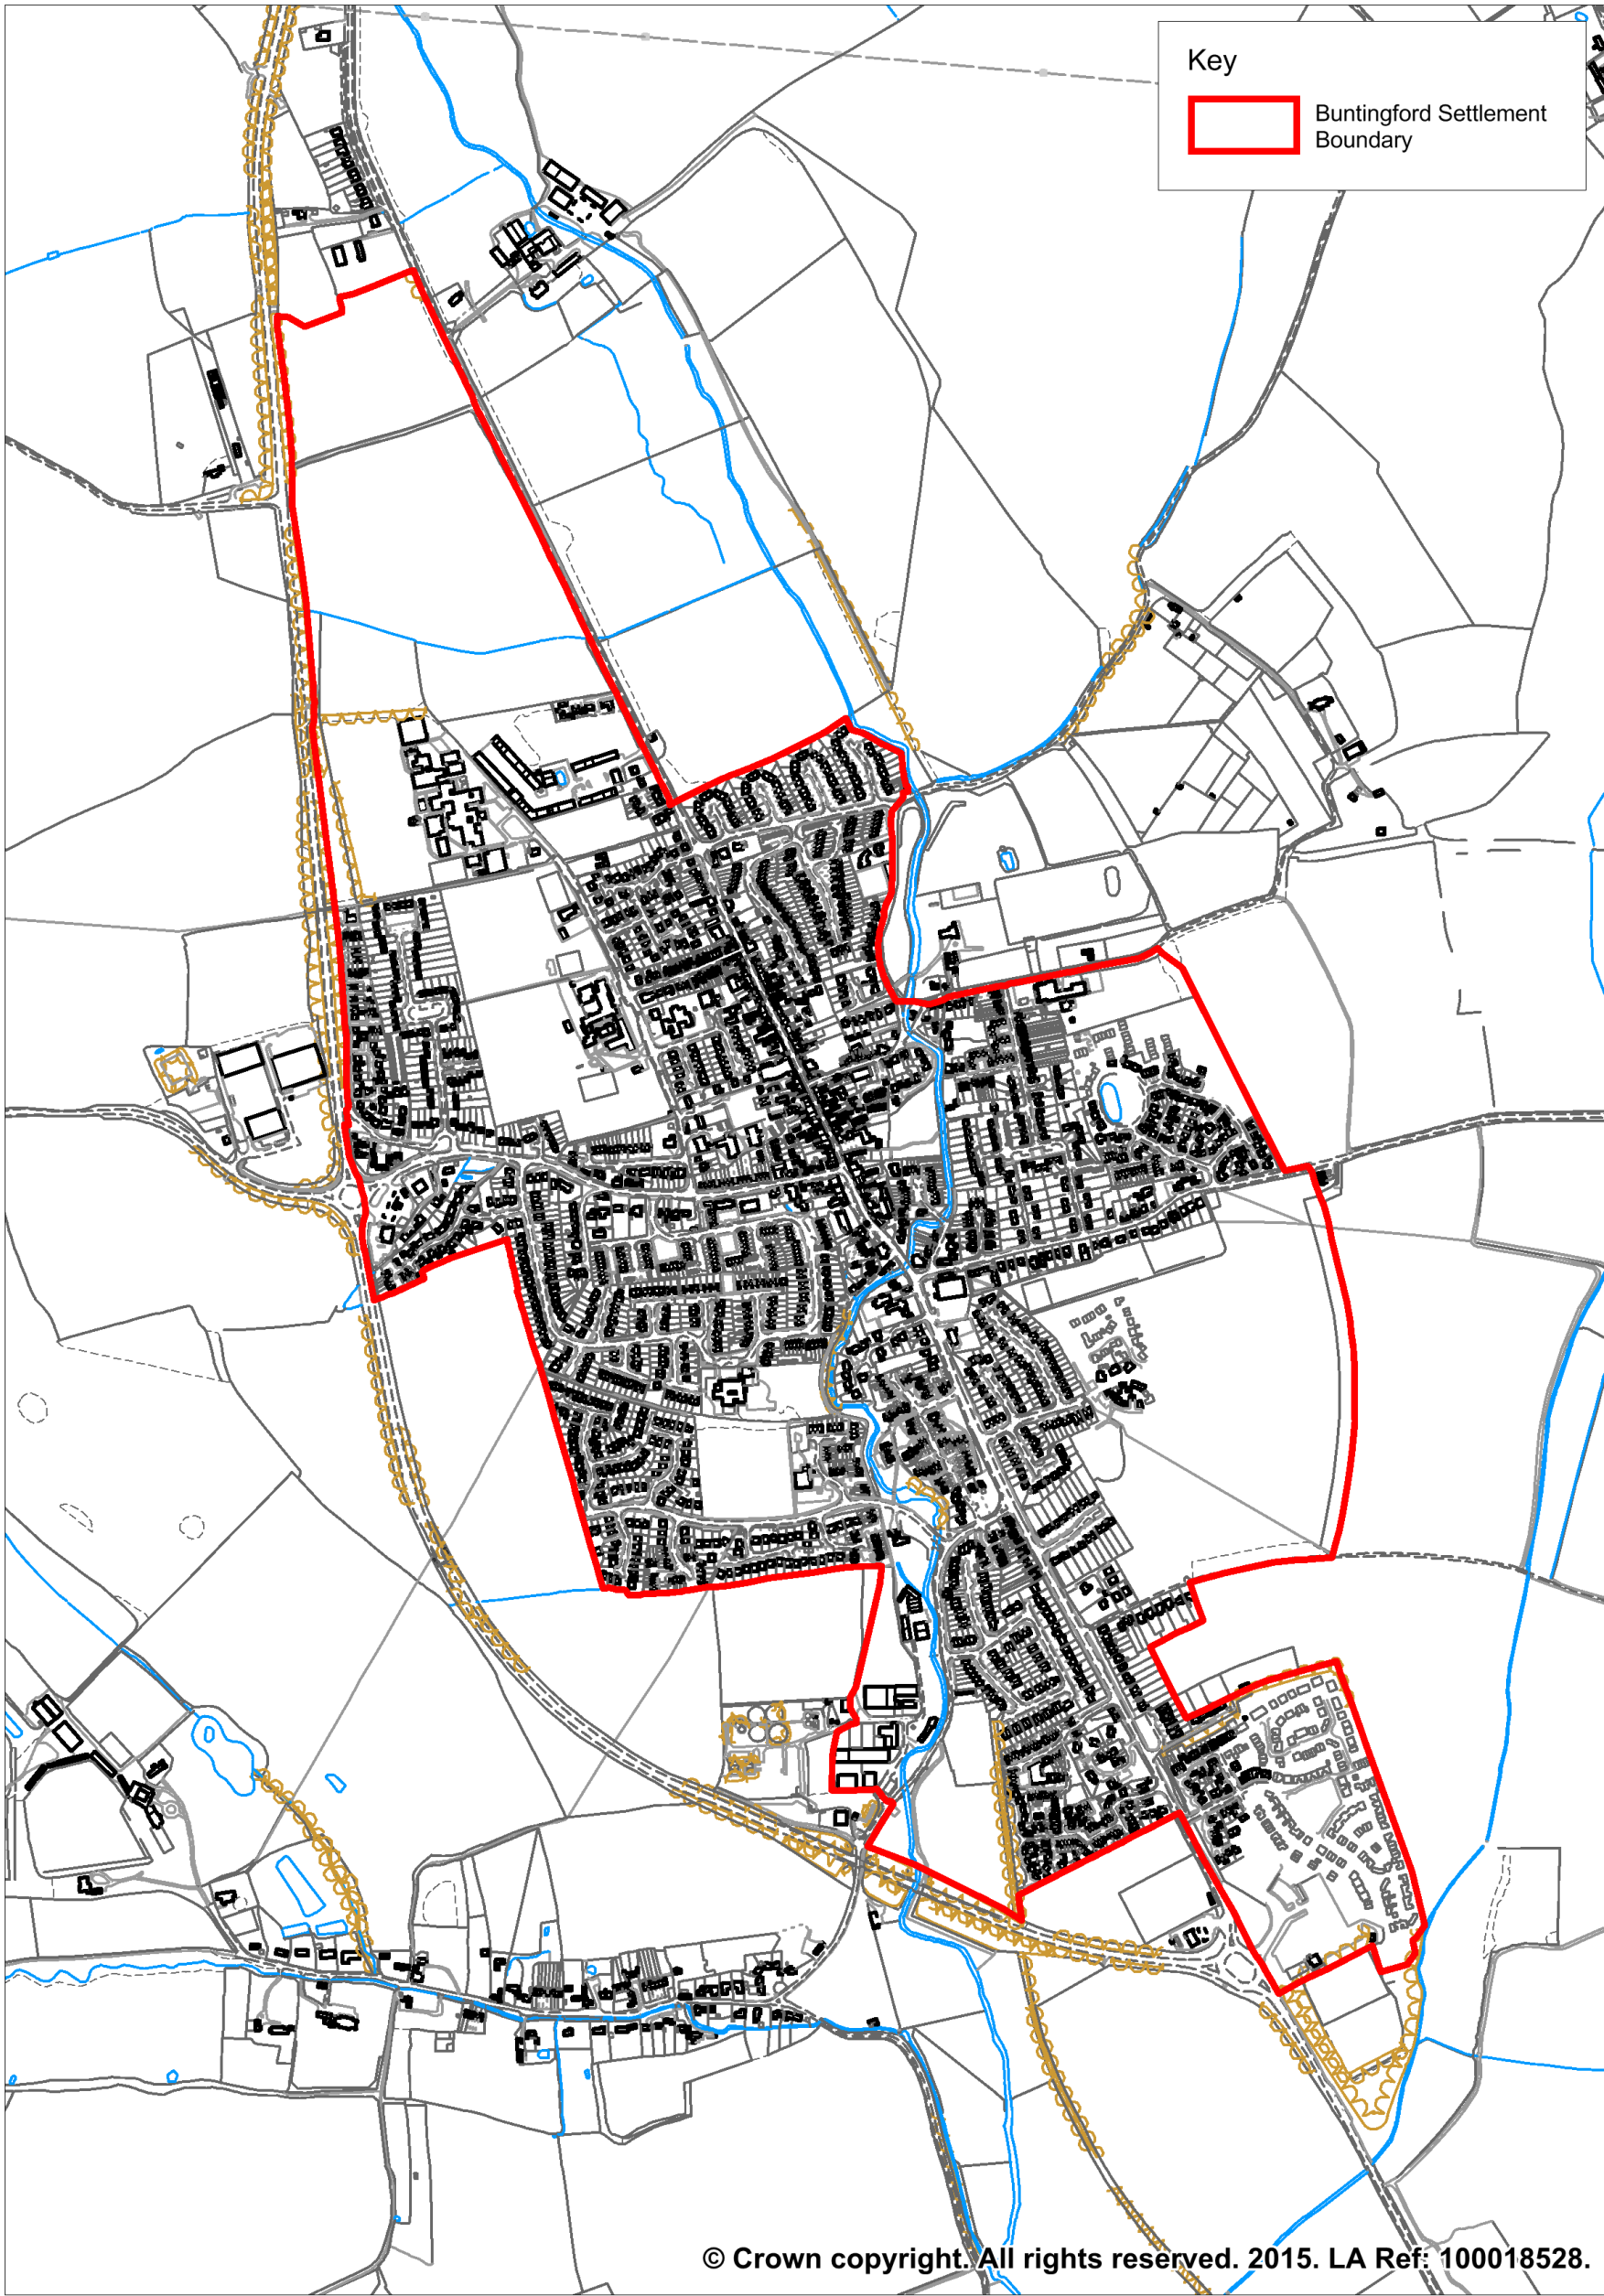 Key
Buntingford Settlement
Boundary
© Crown copyright. All rights reserved. 2015. LA Ref: 100018528.